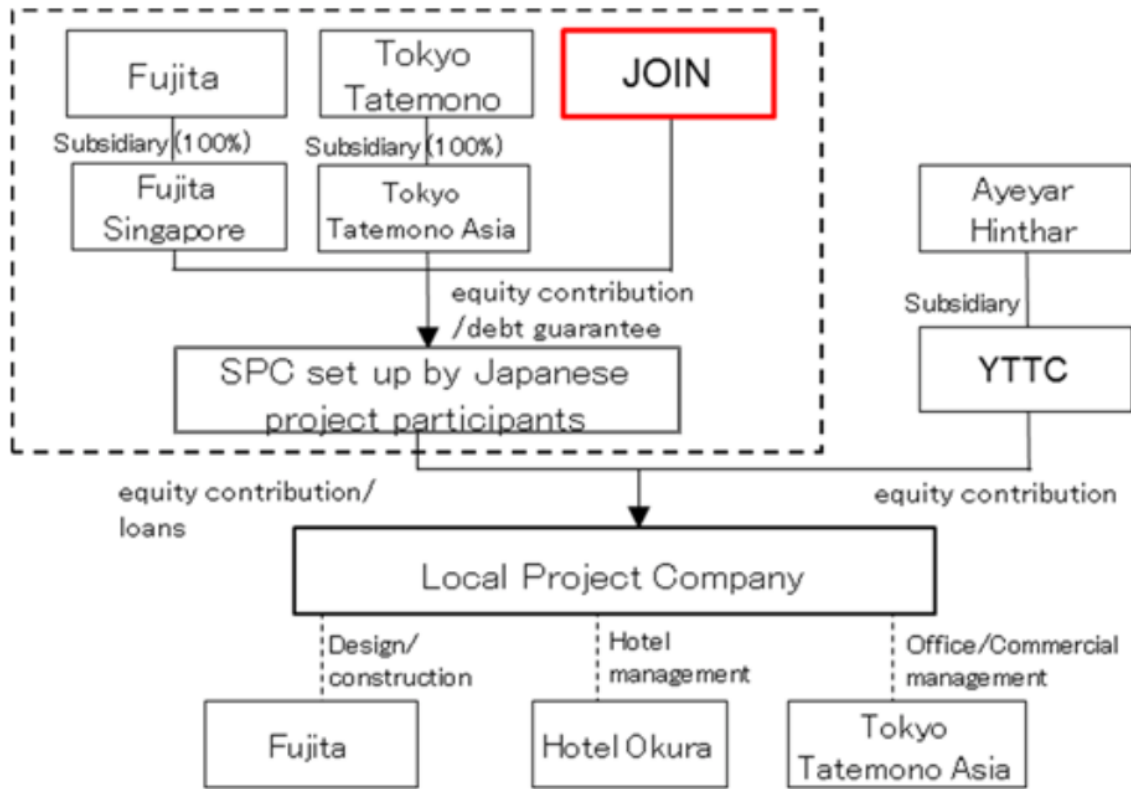 Fujita
Tokyo
Tatemono
JOIN
Subsidiary (100%)
Subsidiary (100%)
Fujita
Singapore
Tokyo
Tatemono Asia
Ayeyar
Hinthar
equity contribution
/debt guarantee
Subsidiary
SPC set up by Japanese
project participants
YTTC
equity contribution/
loans
equity contribution
Local Project Company
Design/
construction
Hotel
management
Office/Commercial
management
Fujita
Hotel Okura
Tokyo
Tatemono Asia